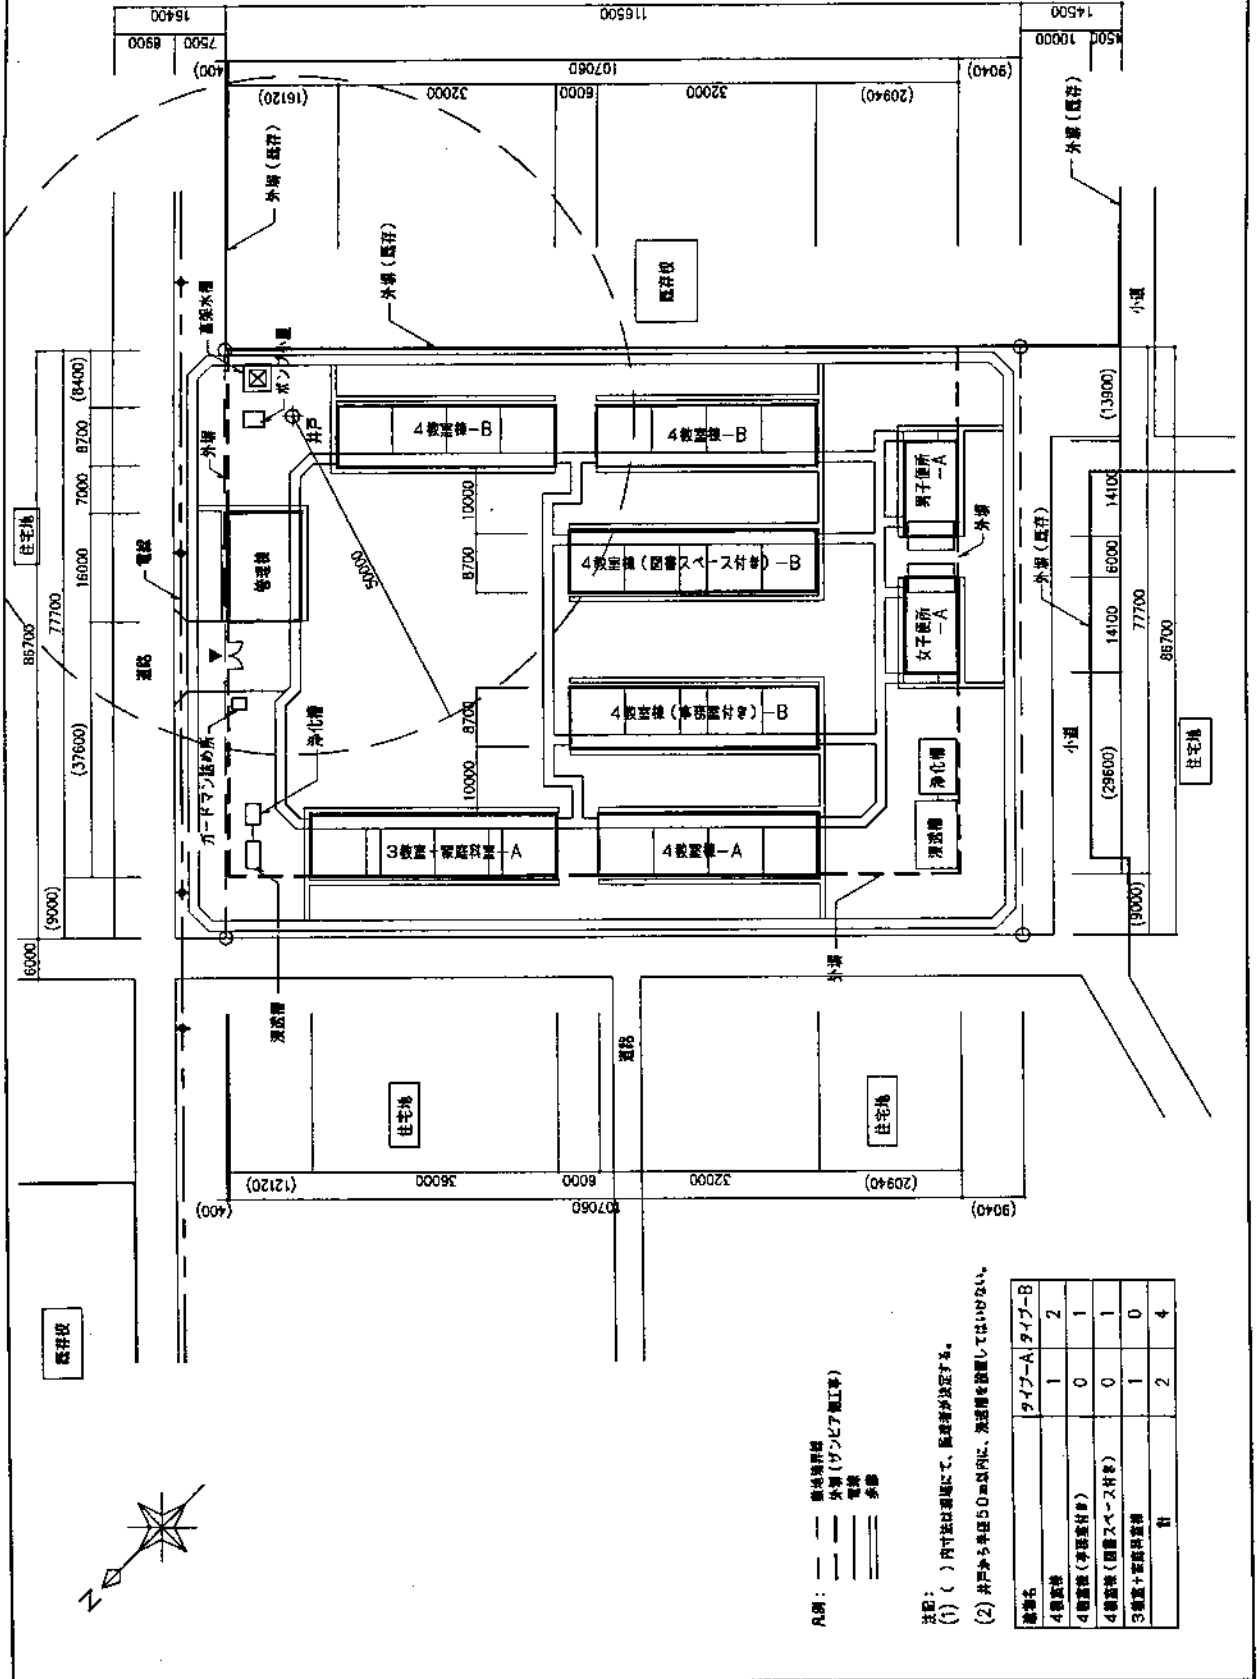 16400
8900
7500
116500
14500
10000
4500
(400)
107060
(9040)
(16120)
32000
6000
32000
(20940)
外塀（既存）
外塀（既存）
外塀（既存）
既存校
小道
86700
77700
(37600)
16000
7000
8700
(8400)
(9000)
6000
住宅地
道路
電線
外塀
高架水槽
ポンプ小屋
井戸
管理棟
ガードマン詰め所
浄化槽
浸透槽
50000
4教室棟－B
4教室棟－B
10000
8700
4教室棟（図書スペース付き）－B
8700
10000
4教室棟（事務室付き）－B
3教室＋家庭科室－A
4教室棟－A
男子便所
－A
女子便所
－A
外塀
浄化槽
浸透槽
外塀
外塀（既存）
小道
(13900)
14100
6000
14100
(29600)
(9000)
77700
86700
住宅地
道路
住宅地
住宅地
(400)
(12120)
36000
6000
32000
(20940)
107060
(9040)
既存校
N
凡例：
敷地境界線
外塀（ザンビア側工事）
電線
歩廊
注記：
(1)（ ）内寸法は現場にて、監理者が決定する。
(2) 井戸から半径50m以内に、浸透槽を設置してはいけない。
建物名 タイプ－A タイプ－B
4教室棟 1 2
4教室棟（事務室付き） 0 1
4教室棟（図書スペース付き） 0 1
3教室＋家庭科室棟 1 0
計 2 4